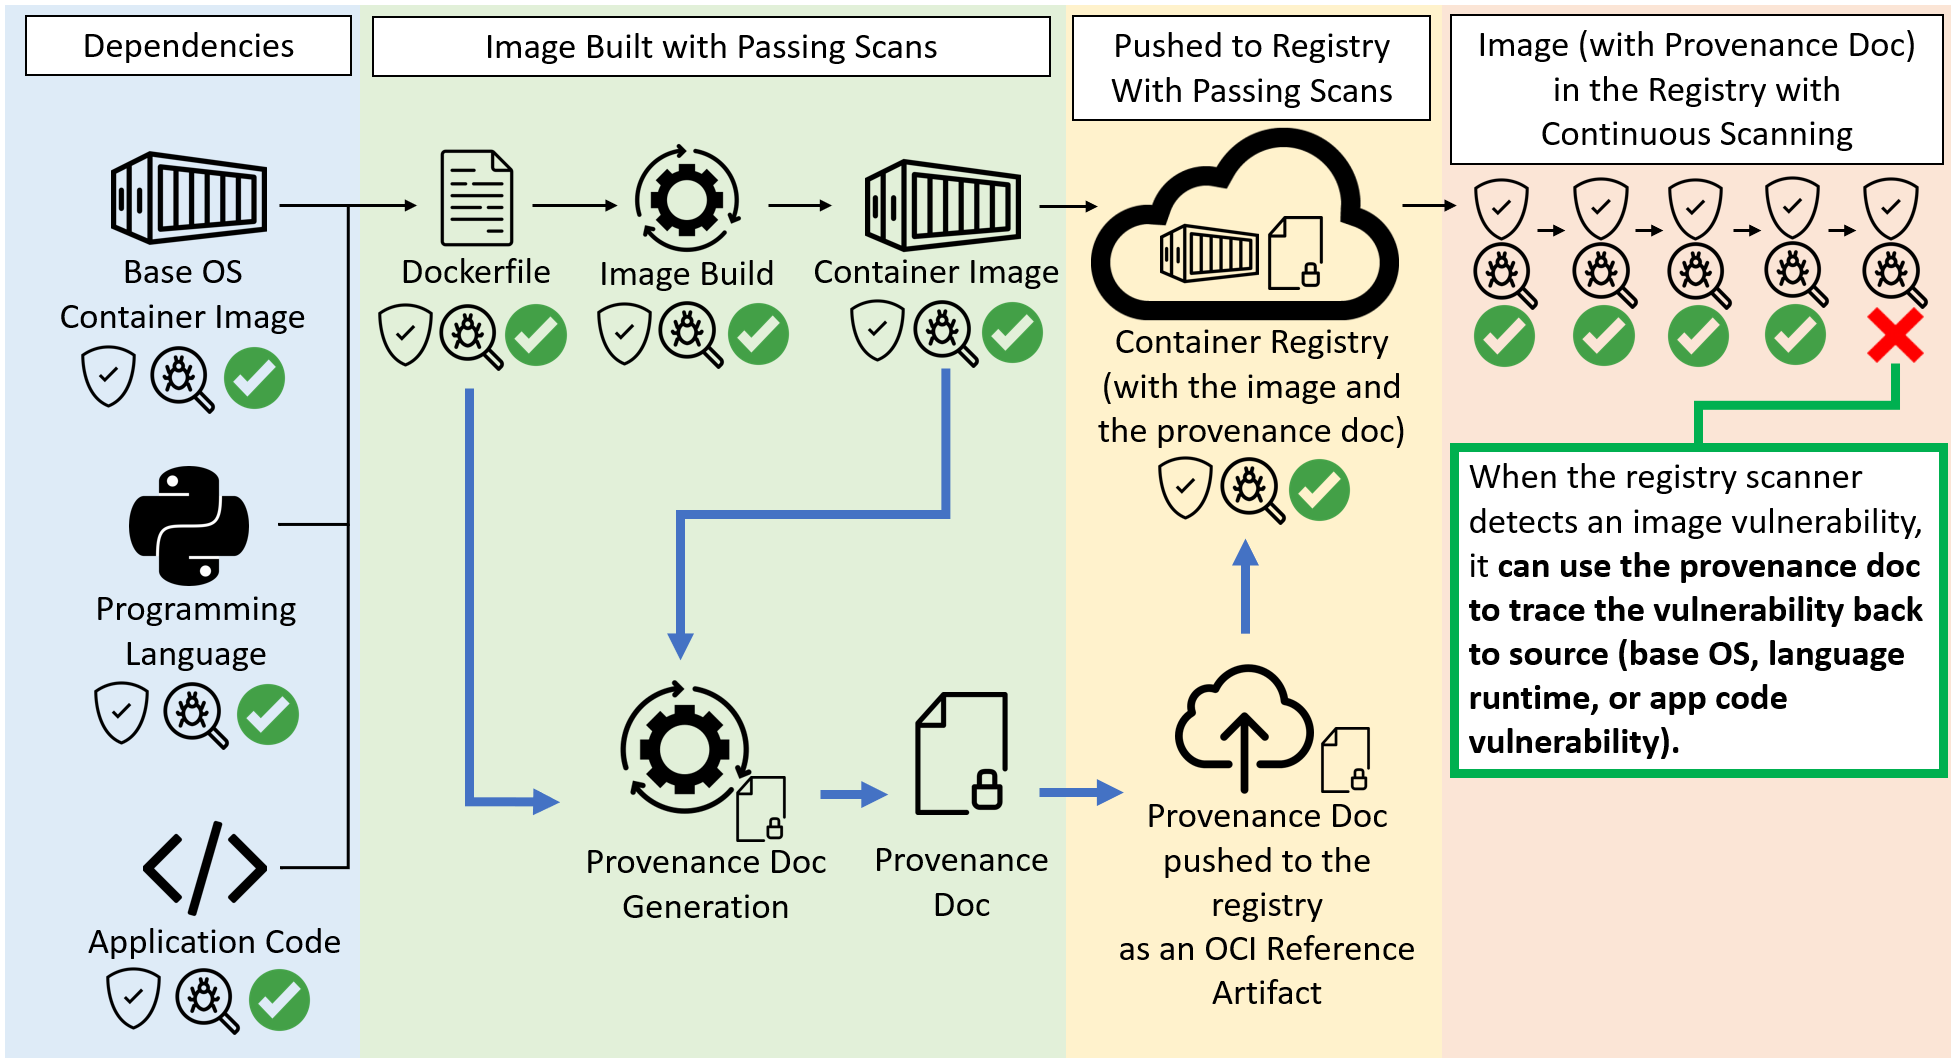 Dependencies
Image Built with Passing Scans
Pushed to Registry
With Passing Scans
Image (with Provenance Doc)
in the Registry with
Continuous Scanning
Base OS
Container Image
Dockerfile
Image Build
Container Image
Container Registry
(with the image and
the provenance doc)
Programming
Language
Application Code
Provenance Doc
Generation
Provenance
Doc
Provenance Doc
pushed to the
registry
as an OCI Reference
Artifact
When the registry scanner
detects an image vulnerability,
it can use the provenance doc
to trace the vulnerability back
to source (base OS, language
runtime, or app code
vulnerability).